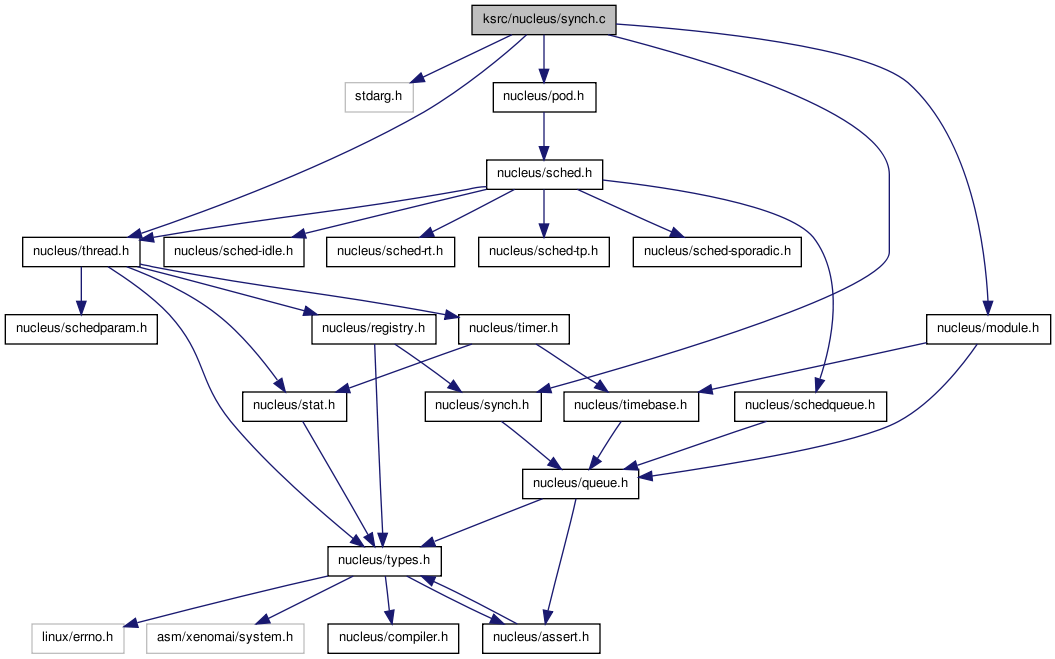 ksrc/nucleus/synch.c
stdarg.h
nucleus/pod.h
nucleus/sched.h
nucleus/thread.h
nucleus/sched-idle.h
nucleus/sched-rt.h
nucleus/sched-tp.h
nucleus/sched-sporadic.h
nucleus/schedparam.h
nucleus/registry.h
nucleus/timer.h
nucleus/module.h
nucleus/stat.h
nucleus/synch.h
nucleus/timebase.h
nucleus/schedqueue.h
nucleus/queue.h
nucleus/types.h
linux/errno.h
asm/xenomai/system.h
nucleus/compiler.h
nucleus/assert.h